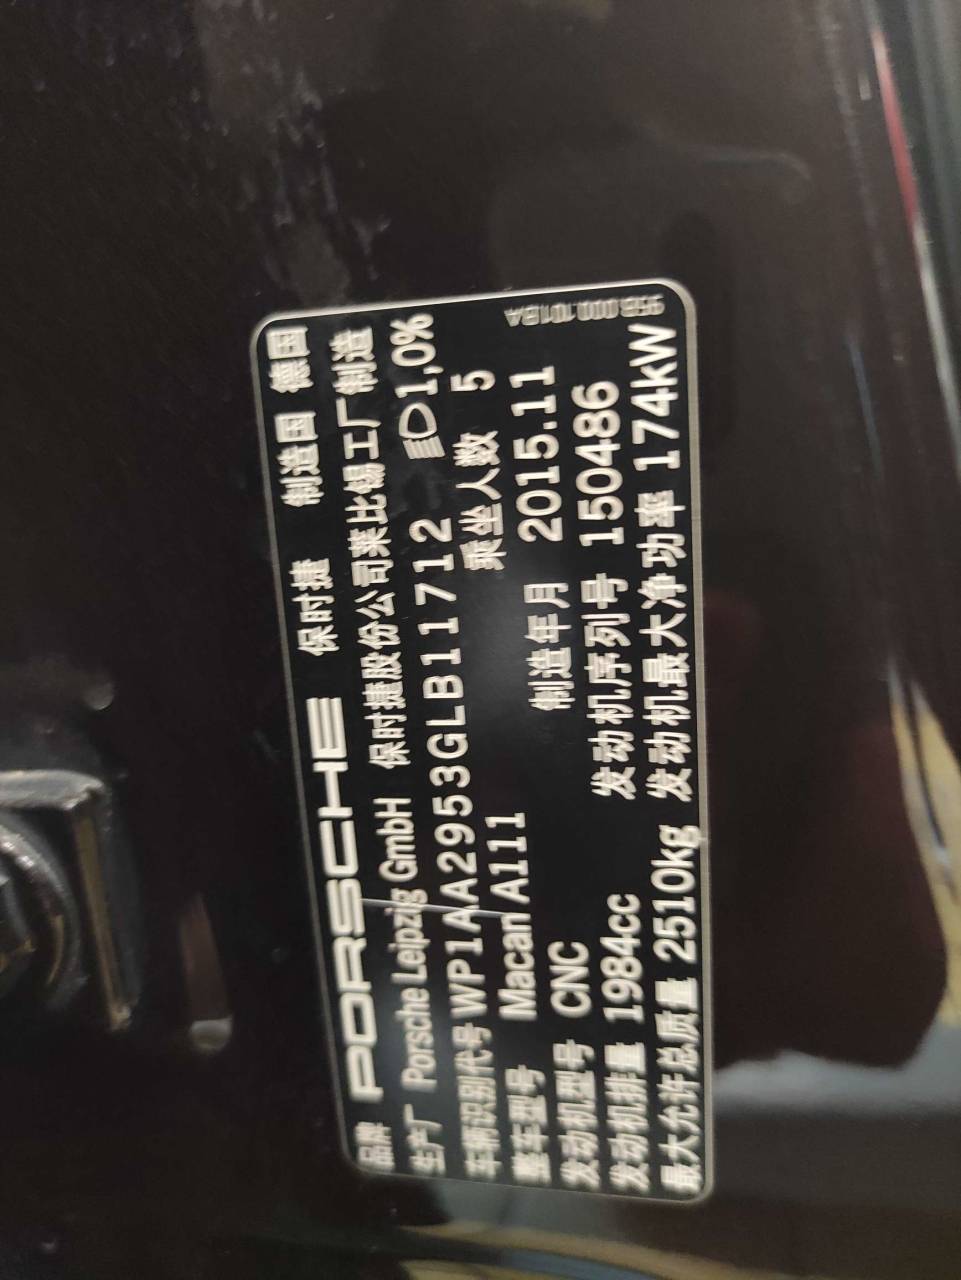 品牌 PORSCHE 保时捷 制造国 德国
生产厂 Porsche Leipzig GmbH 保时捷股份公司莱比锡工厂制造
车辆识别代号 WP1AA2953GLB11712 1,0%
整车型号 Macan A111 乘坐人数 5
发动机型号 CNC 制造年月 2015.11
发动机排量 1984cc 发动机序列号 150486
最大允许总质量 2510kg 发动机最大净功率 174kW
95B.000.101.BA